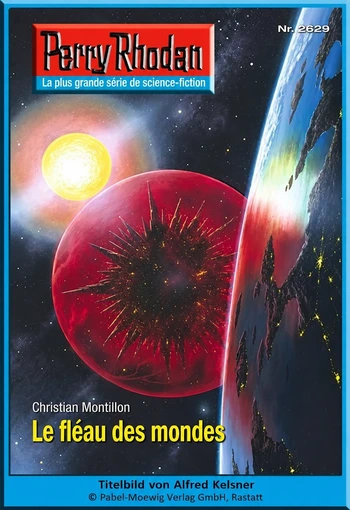 Nr. 2629
Perry Rhodan
La plus grande série de science-fiction
Christian Montillon
Le fléau des mondes
Titelbild von Alfred Kelsner
© Pabel-Moewig Verlag GmbH, Rastatt